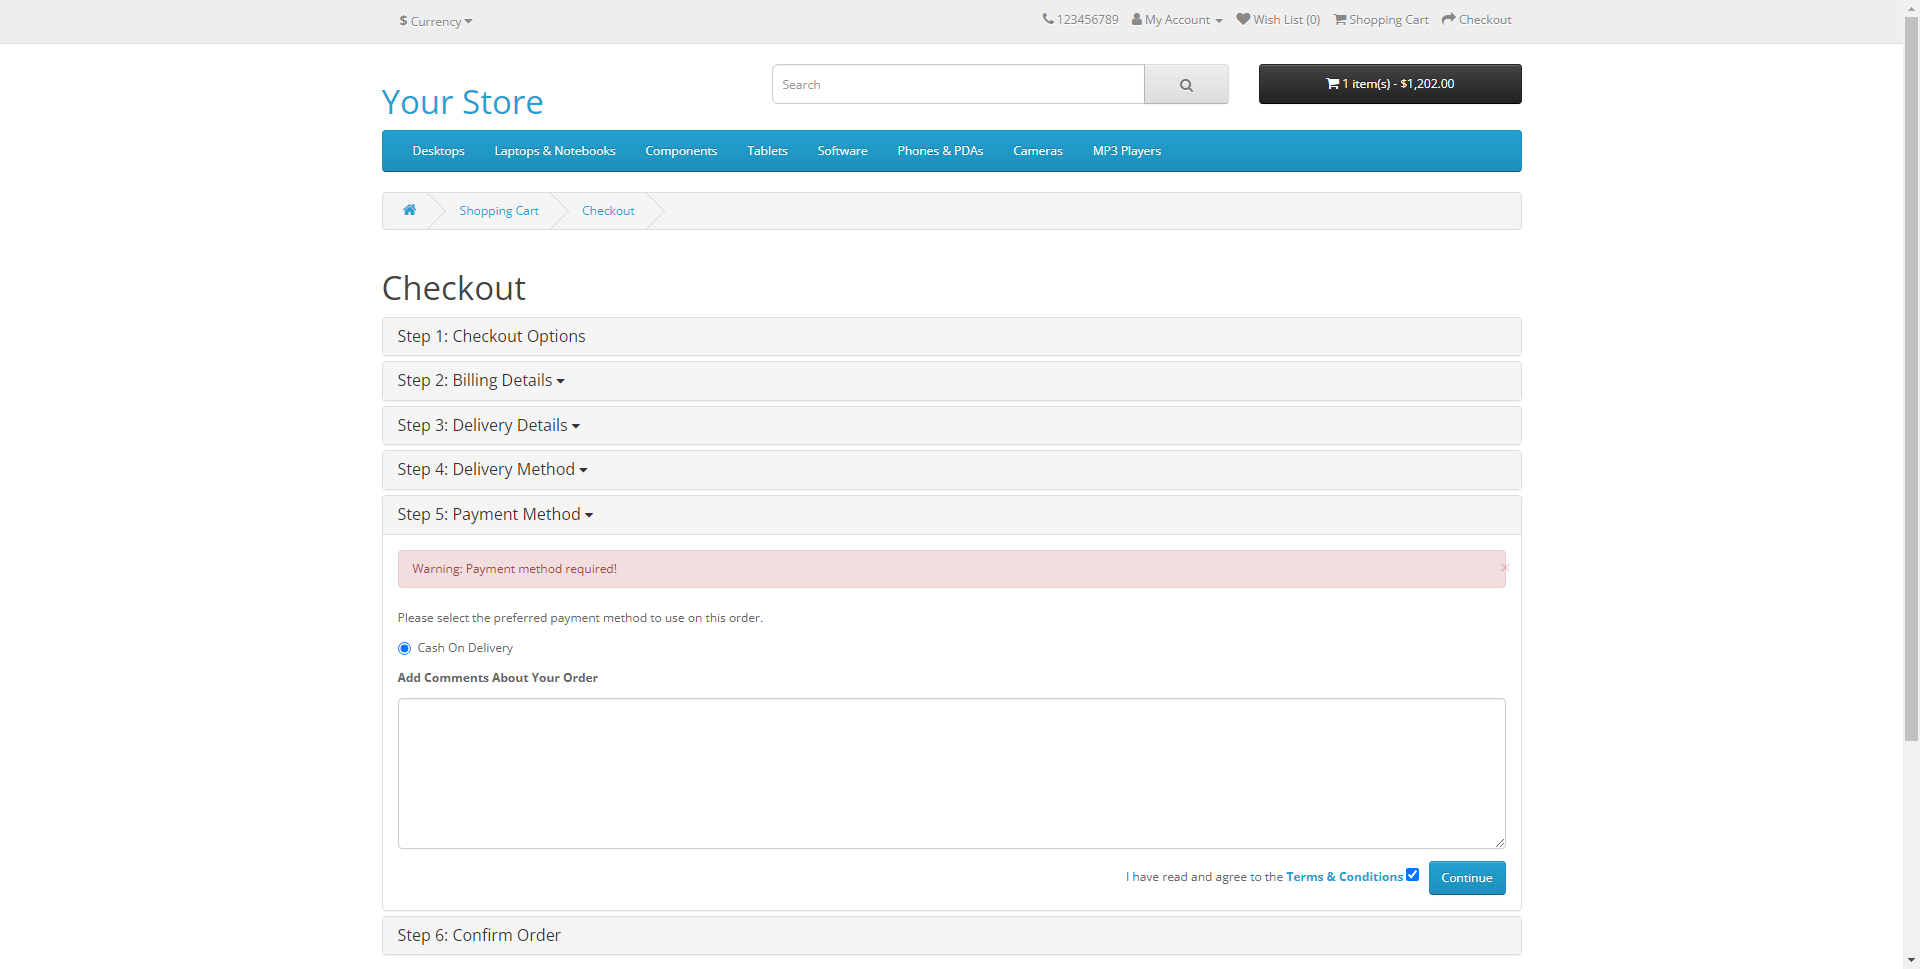 $ Currency
123456789 My Account Wish List (0) Shopping Cart Checkout
Your Store
Search
1 item(s) - $1,202.00
Desktops Laptops & Notebooks Components Tablets Software Phones & PDAs Cameras MP3 Players
Shopping Cart Checkout
Checkout
Step 1: Checkout Options
Step 2: Billing Details
Step 3: Delivery Details
Step 4: Delivery Method
Step 5: Payment Method
Warning: Payment method required!
×
Please select the preferred payment method to use on this order.
Cash On Delivery
Add Comments About Your Order
I have read and agree to the Terms & Conditions
Continue
Step 6: Confirm Order